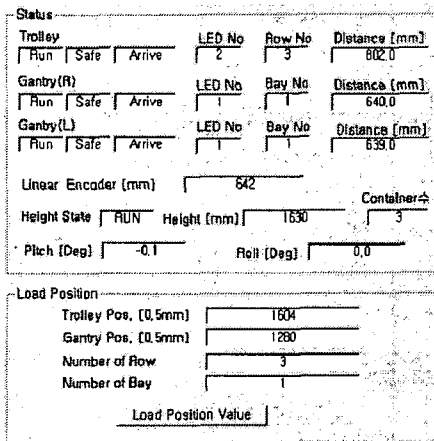 Status
Trolley LED No Row No Distance [mm]
Run Safe Arrive 2 3 802,0
Gantry(R) LED No Bay No Distance [mm]
Run Safe Arrive 1 1 640,0
Gantry(L) LED No Bay No Distance [mm]
Run Safe Arrive 1 1 639,0
Linear Encoder [mm] 642
Container수
Height State RUN Height [mm] 1630 3
Pitch [Deg] -0,1 Roll [Deg] 0,0
Load Position
Trolley Pos, [0,5mm] 1604
Gantry Pos, [0,5mm] 1280
Number of Row 3
Number of Bay 1
Load Position Value